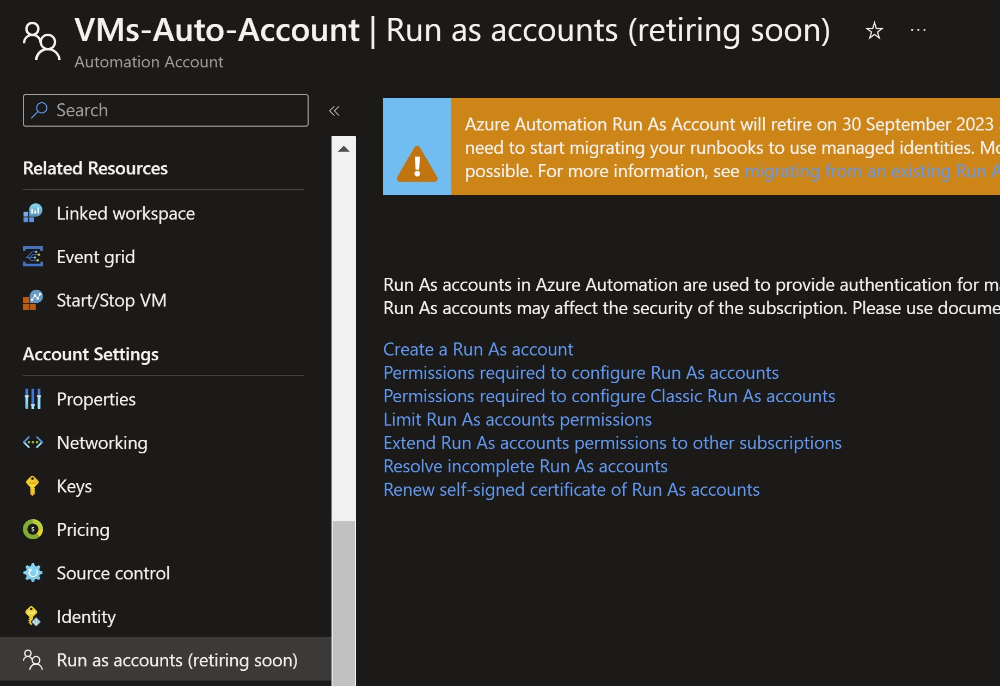 VMs-Auto-Account | Run as accounts (retiring soon)
Automation Account
Search
Related Resources
Linked workspace
Event grid
Start/Stop VM
Account Settings
Properties
Networking
Keys
Pricing
Source control
Identity
Run as accounts (retiring soon)
Azure Automation Run As Account will retire on 30 September 2023
need to start migrating your runbooks to use managed identities.
possible. For more information, see migrating from an existing Run
Run As accounts in Azure Automation are used to provide authentication for
Run As accounts may affect the security of the subscription. Please use
Create a Run As account
Permissions required to configure Run As accounts
Permissions required to configure Classic Run As accounts
Limit Run As accounts permissions
Extend Run As accounts permissions to other subscriptions
Resolve incomplete Run As accounts
Renew self-signed certificate of Run As accounts